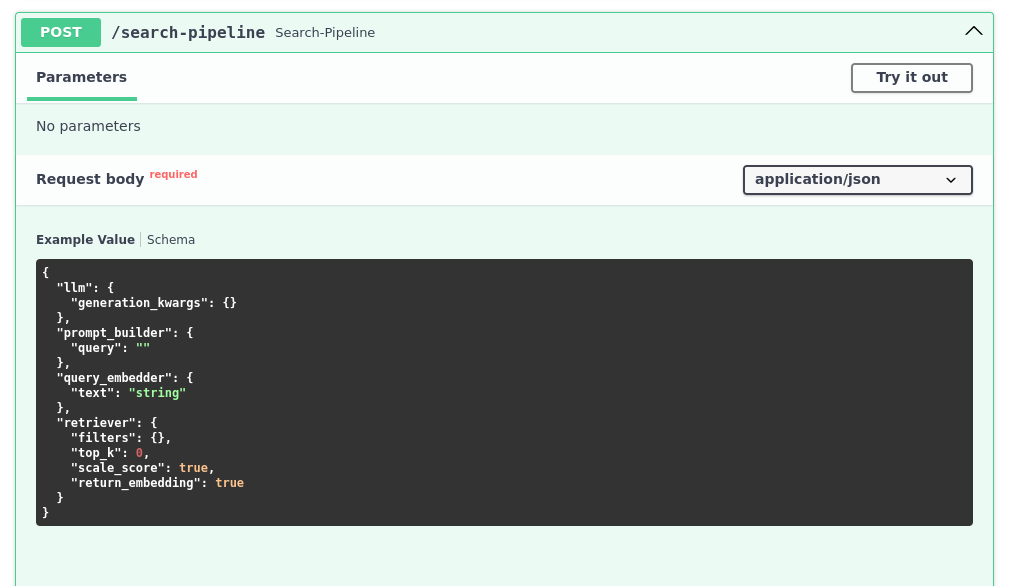 POST /search-pipeline Search-Pipeline
Parameters
Try it out
No parameters
Request body required
application/json
Example Value Schema
{
  "llm": {
    "generation_kwargs": {}
  },
  "prompt_builder": {
    "query": ""
  },
  "query_embedder": {
    "text": "string"
  },
  "retriever": {
    "filters": {},
    "top_k": 0,
    "scale_score": true,
    "return_embedding": true
  }
}